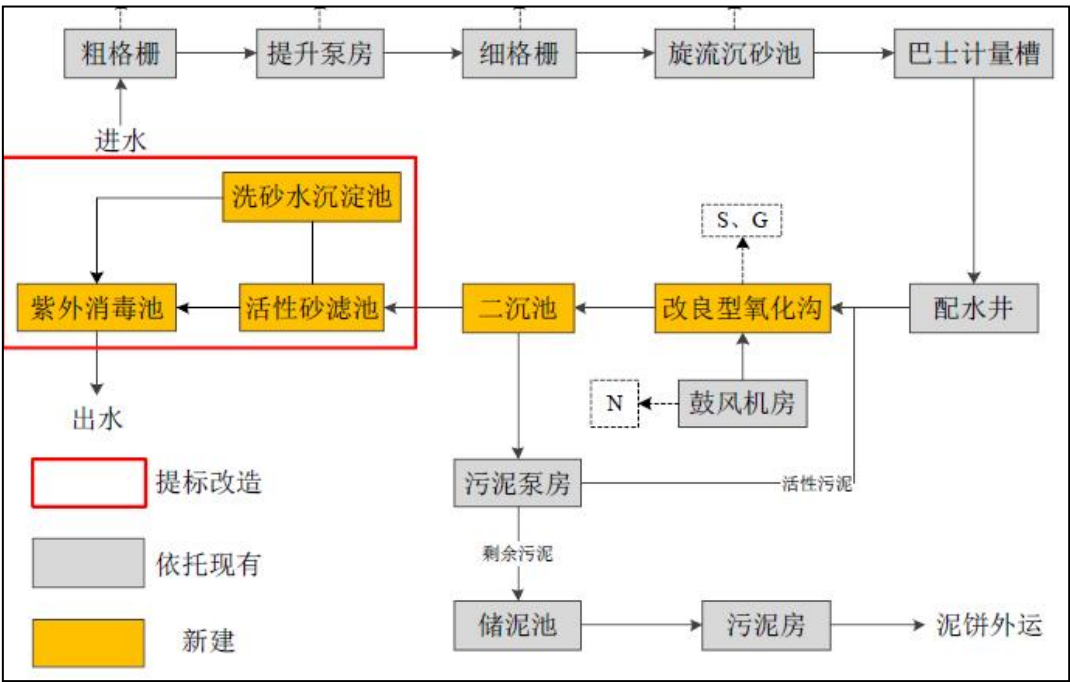 粗格栅
提升泵房
细格栅
旋流沉砂池
巴士计量槽
进水
洗砂水沉淀池
S、G
紫外消毒池
活性砂滤池
二沉池
改良型氧化沟
配水井
N
鼓风机房
出水
污泥泵房
活性污泥
提标改造
剩余污泥
依托现有
储泥池
污泥房
泥饼外运
新建